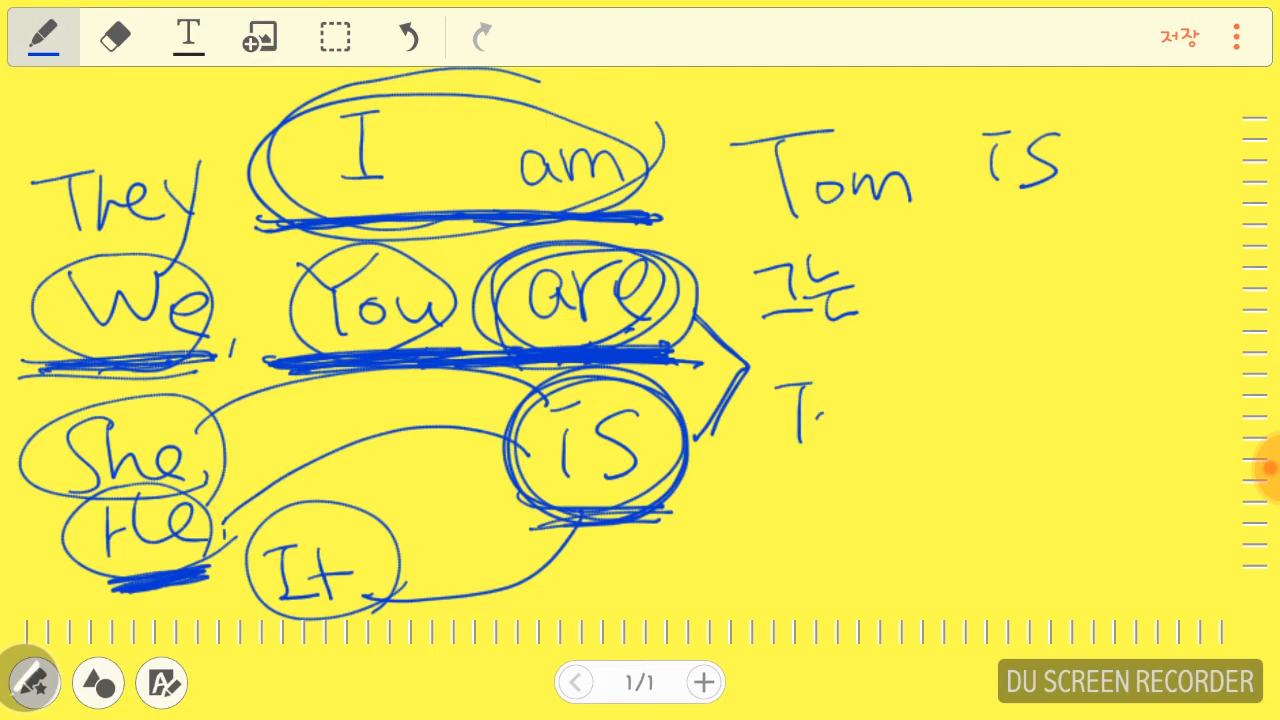 저장
I am
Tom is
They
We, You are
그는
She, is
T
He,
It
1/1
DU SCREEN RECORDER